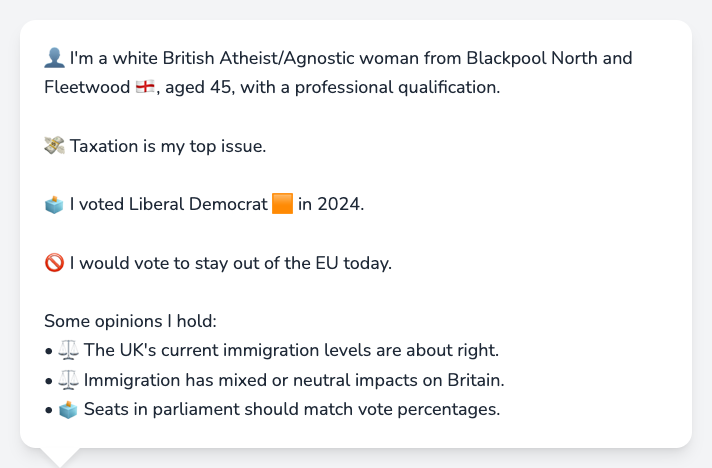 👤 I'm a white British Atheist/Agnostic woman from Blackpool North and
Fleetwood 🏴󠁧󠁢󠁥󠁮󠁧󠁿, aged 45, with a professional qualification.
💸 Taxation is my top issue.
🗳️ I voted Liberal Democrat 🟧 in 2024.
🚫 I would vote to stay out of the EU today.
Some opinions I hold:
• ⚖️ The UK's current immigration levels are about right.
• ⚖️ Immigration has mixed or neutral impacts on Britain.
• 🗳️ Seats in parliament should match vote percentages.